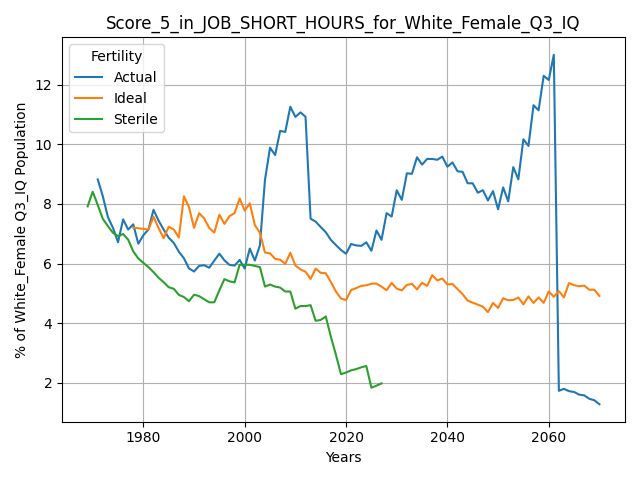 Score_5_in_JOB_SHORT_HOURS_for_White_Female_Q3_IQ
Fertility
Actual
Ideal
Sterile
% of White_Female Q3_IQ Population
12
10
8
6
4
2
1980
2000
2020
2040
2060
Years